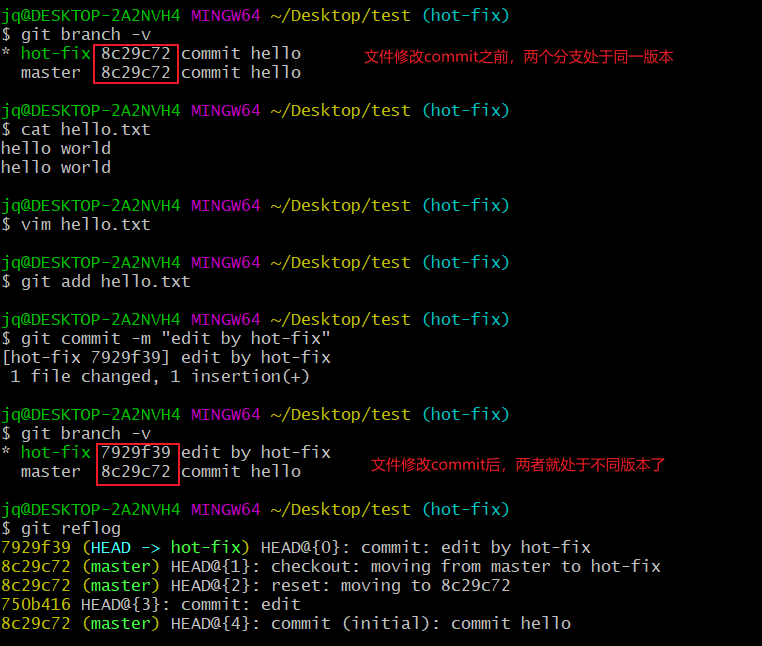 jq@DESKTOP-2A2NVH4 MINGW64 ~/Desktop/test (hot-fix)
$ git branch -v
* hot-fix 8c29c72 commit hello
文件修改commit之前，两个分支处于同一版本
  master  8c29c72 commit hello
jq@DESKTOP-2A2NVH4 MINGW64 ~/Desktop/test (hot-fix)
$ cat hello.txt
hello world
hello world
jq@DESKTOP-2A2NVH4 MINGW64 ~/Desktop/test (hot-fix)
$ vim hello.txt
jq@DESKTOP-2A2NVH4 MINGW64 ~/Desktop/test (hot-fix)
$ git add hello.txt
jq@DESKTOP-2A2NVH4 MINGW64 ~/Desktop/test (hot-fix)
$ git commit -m "edit by hot-fix"
[hot-fix 7929f39] edit by hot-fix
 1 file changed, 1 insertion(+)
jq@DESKTOP-2A2NVH4 MINGW64 ~/Desktop/test (hot-fix)
$ git branch -v
* hot-fix 7929f39 edit by hot-fix
  master  8c29c72 commit hello
文件修改commit后，两者就处于不同版本了
jq@DESKTOP-2A2NVH4 MINGW64 ~/Desktop/test (hot-fix)
$ git reflog
7929f39 (HEAD -> hot-fix) HEAD@{0}: commit: edit by hot-fix
8c29c72 (master) HEAD@{1}: checkout: moving from master to hot-fix
8c29c72 (master) HEAD@{2}: reset: moving to 8c29c72
750b416 HEAD@{3}: commit: edit
8c29c72 (master) HEAD@{4}: commit (initial): commit hello